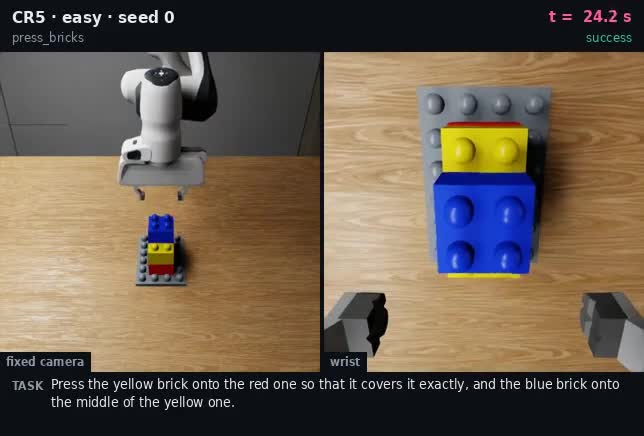 CR5 · easy · seed 0
t = 24.2 s
press_bricks
success
fixed camera
wrist
TASK Press the yellow brick onto the red one so that it covers it exactly, and the blue brick onto
the middle of the yellow one.